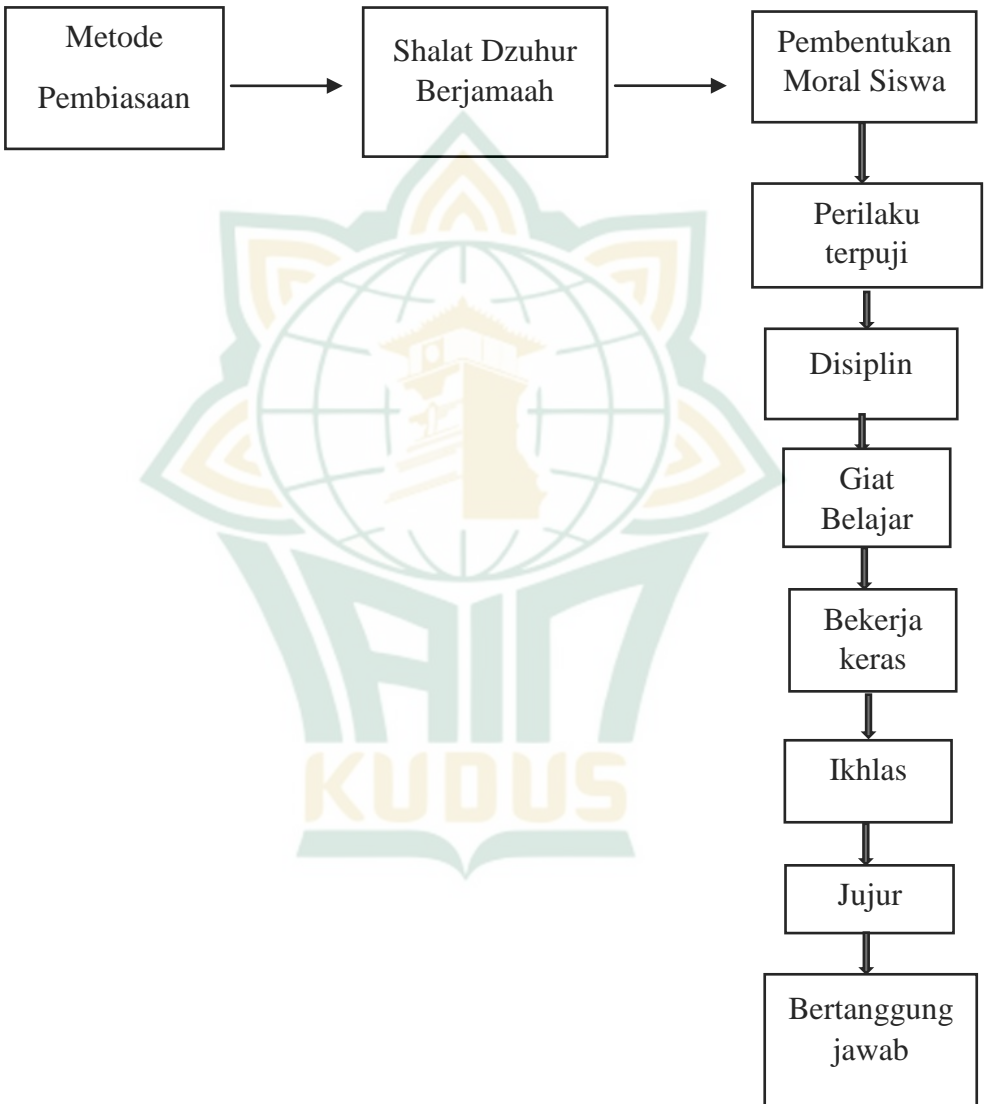 Metode
Pembiasaan
Shalat Dzuhur
Berjamaah
Pembentukan
Moral Siswa
Perilaku
terpuji
Disiplin
Giat
Belajar
Bekerja
keras
Ikhlas
Jujur
Bertanggung
jawab
IAIN
KUDUS